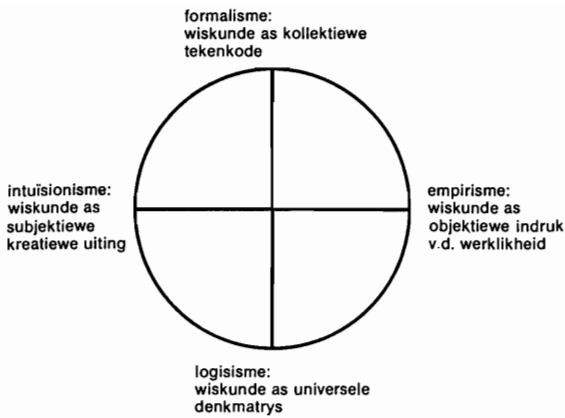 formalisme:
wiskunde as kollektiewe
tekenkode
intuïsionisme:
wiskunde as
subjektiewe
kreatiewe uiting
empirisme:
wiskunde as
objektiewe indruk
v.d. werklikheid
logisisme:
wiskunde as universele
denkmatrys